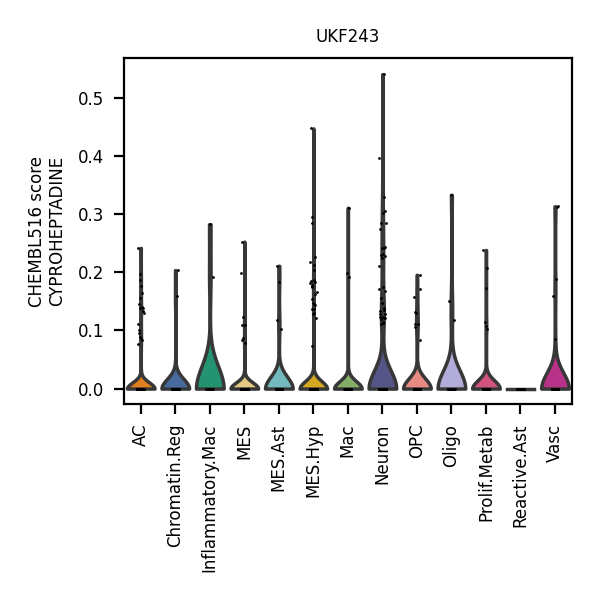 UKF243
CHEMBL516 score
CYPROHEPTADINE
0.5
0.4
0.3
0.2
0.1
0.0
AC
Chromatin.Reg
Inflammatory.Mac
MES
MES.Ast
MES.Hyp
Mac
Neuron
OPC
Oligo
Prolif.Metab
Reactive.Ast
Vasc